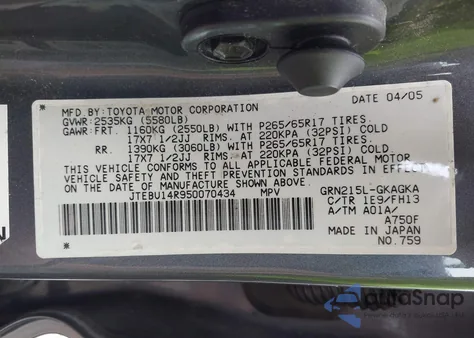 MFD.BY:TOYOTA MOTOR CORPORATION DATE 04/05
GVWR: 2535KG (5580LB)
GAWR: FRT. 1160KG (2550LB) WITH P265/65R17 TIRES,
17X7 1/2JJ RIMS, AT 220KPA (32PSI) COLD
RR. 1390KG (3060LB) WITH P265/65R17 TIRES,
17X7 1/2JJ RIMS, AT 220KPA (32PSI) COLD
THIS VEHICLE CONFORMS TO ALL APPLICABLE FEDERAL MOTOR
VEHICLE SAFETY AND THEFT PREVENTION STANDARDS IN
EFFECT ON THE DATE OF MANUFACTURE SHOWN ABOVE.
JTEBU14R950070434 MPV GRN215L-GKAGKA
C/TR 1E9/FH13
A/TM A01A/
A750F
MADE IN JAPAN
NO.759
N
AutaSnap